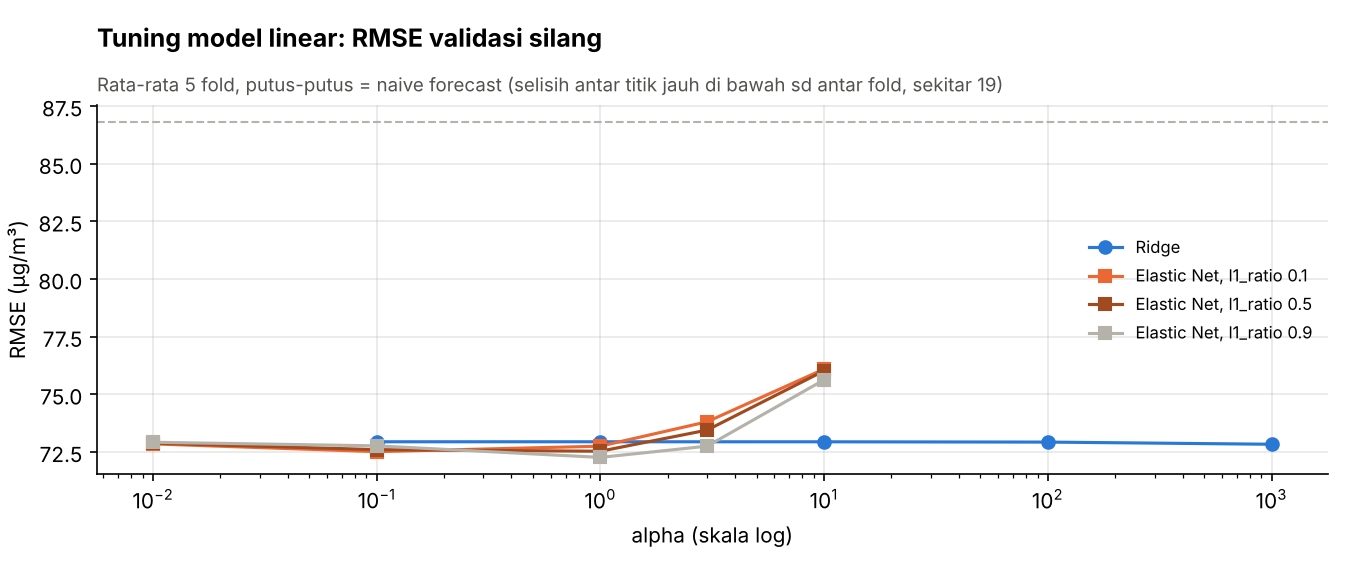 Tuning model linear: RMSE validasi silang
Rata-rata 5 fold, putus-putus = naive forecast (selisih antar titik jauh di bawah sd antar fold, sekitar 19)
87.5
85.0
82.5
80.0
77.5
75.0
72.5
RMSE (µg/m³)
Ridge
Elastic Net, l1_ratio 0.1
Elastic Net, l1_ratio 0.5
Elastic Net, l1_ratio 0.9
10⁻² 10⁻¹ 10⁰ 10¹ 10² 10³
alpha (skala log)